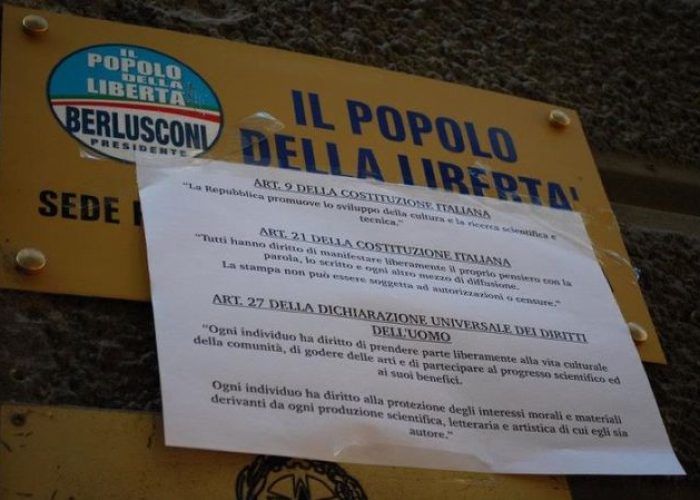 IL
POPOLO
DELLA
LIBERTÀ
BERLUSCONI
PRESIDENTE
IL POPOLO
DELLA LIBERTA'
SEDE
ART. 9 DELLA COSTITUZIONE ITALIANA
“La Repubblica promuove lo sviluppo della cultura e la ricerca scientifica e
tecnica.”
ART. 21 DELLA COSTITUZIONE ITALIANA
“Tutti hanno diritto di manifestare liberamente il proprio pensiero con la
parola, lo scritto e ogni altro mezzo di diffusione.
La stampa non può essere soggetta ad autorizzazioni o censure.”
ART. 27 DELLA DICHIARAZIONE UNIVERSALE DEI DIRITTI
DELL'UOMO
“Ogni individuo ha diritto di prendere parte liberamente alla vita culturale
della comunità, di godere delle arti e di partecipare al progresso scientifico ed
ai suoi benefici.
Ogni individuo ha diritto alla protezione degli interessi morali e materiali
derivanti da ogni produzione scientifica, letteraria e artistica di cui egli sia
autore.”